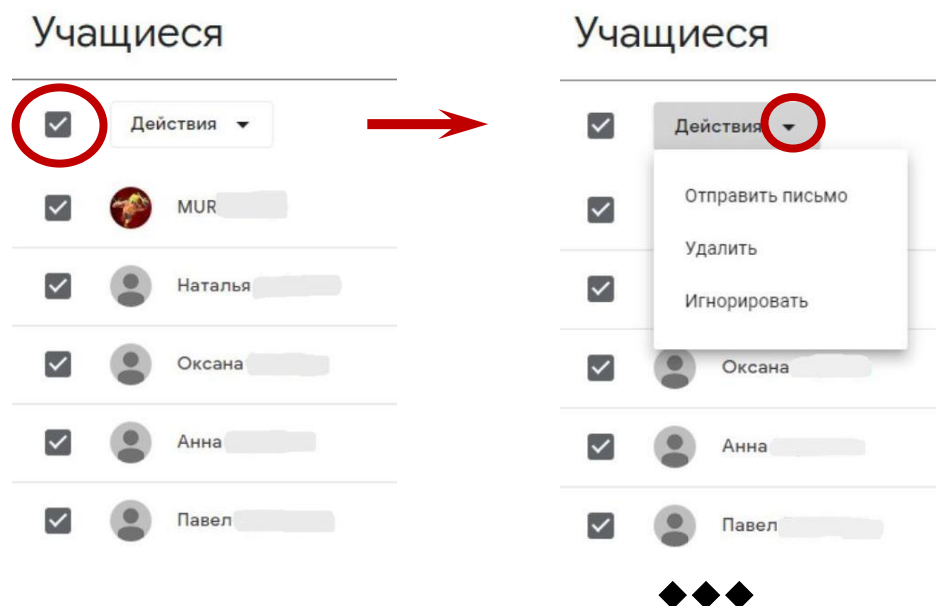 Учащиеся
Действия
MUR
Наталья
Оксана
Анна
Павел
Учащиеся
Действия
Отправить письмо
Удалить
Игнорировать
Оксана
Анна
Павел